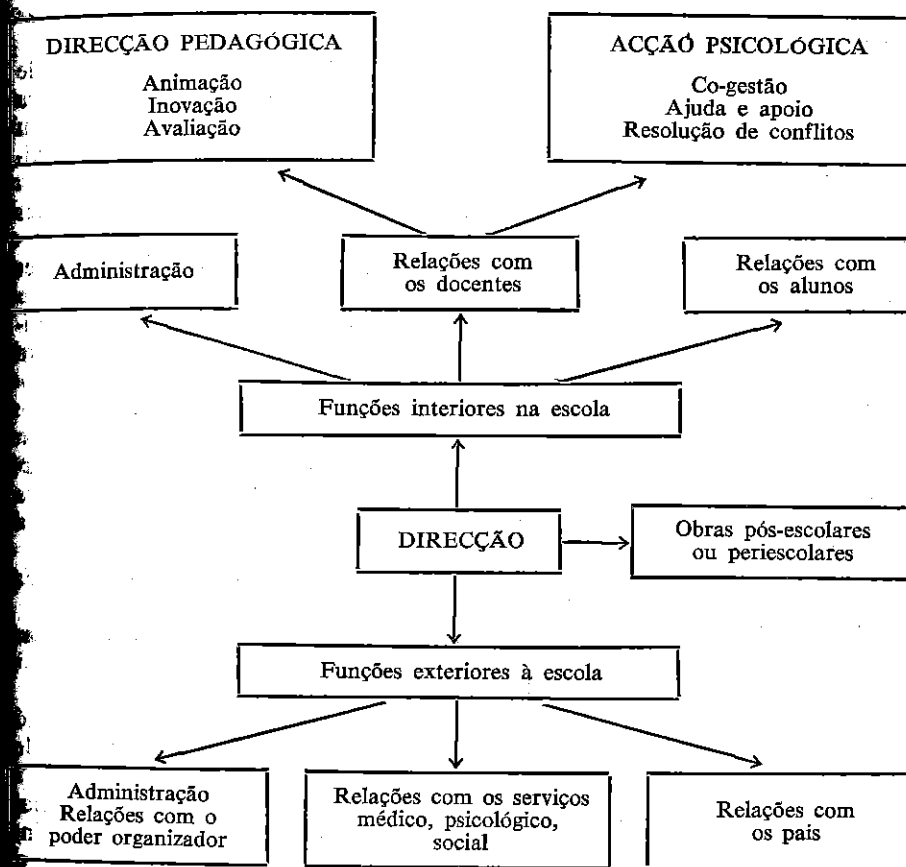 DIRECÇÃO PEDAGÓGICA
Animação
Inovação
Avaliação
ACÇÃO PSICOLÓGICA
Co-gestão
Ajuda e apoio
Resolução de conflitos
Administração
Relações com
os docentes
Relações com
os alunos
Funções interiores na escola
DIRECÇÃO
Obras pós-escolares
ou periescolares
Funções exteriores à escola
Administração
Relações com o
poder organizador
Relações com os serviços
médico, psicológico,
social
Relações com
os pais